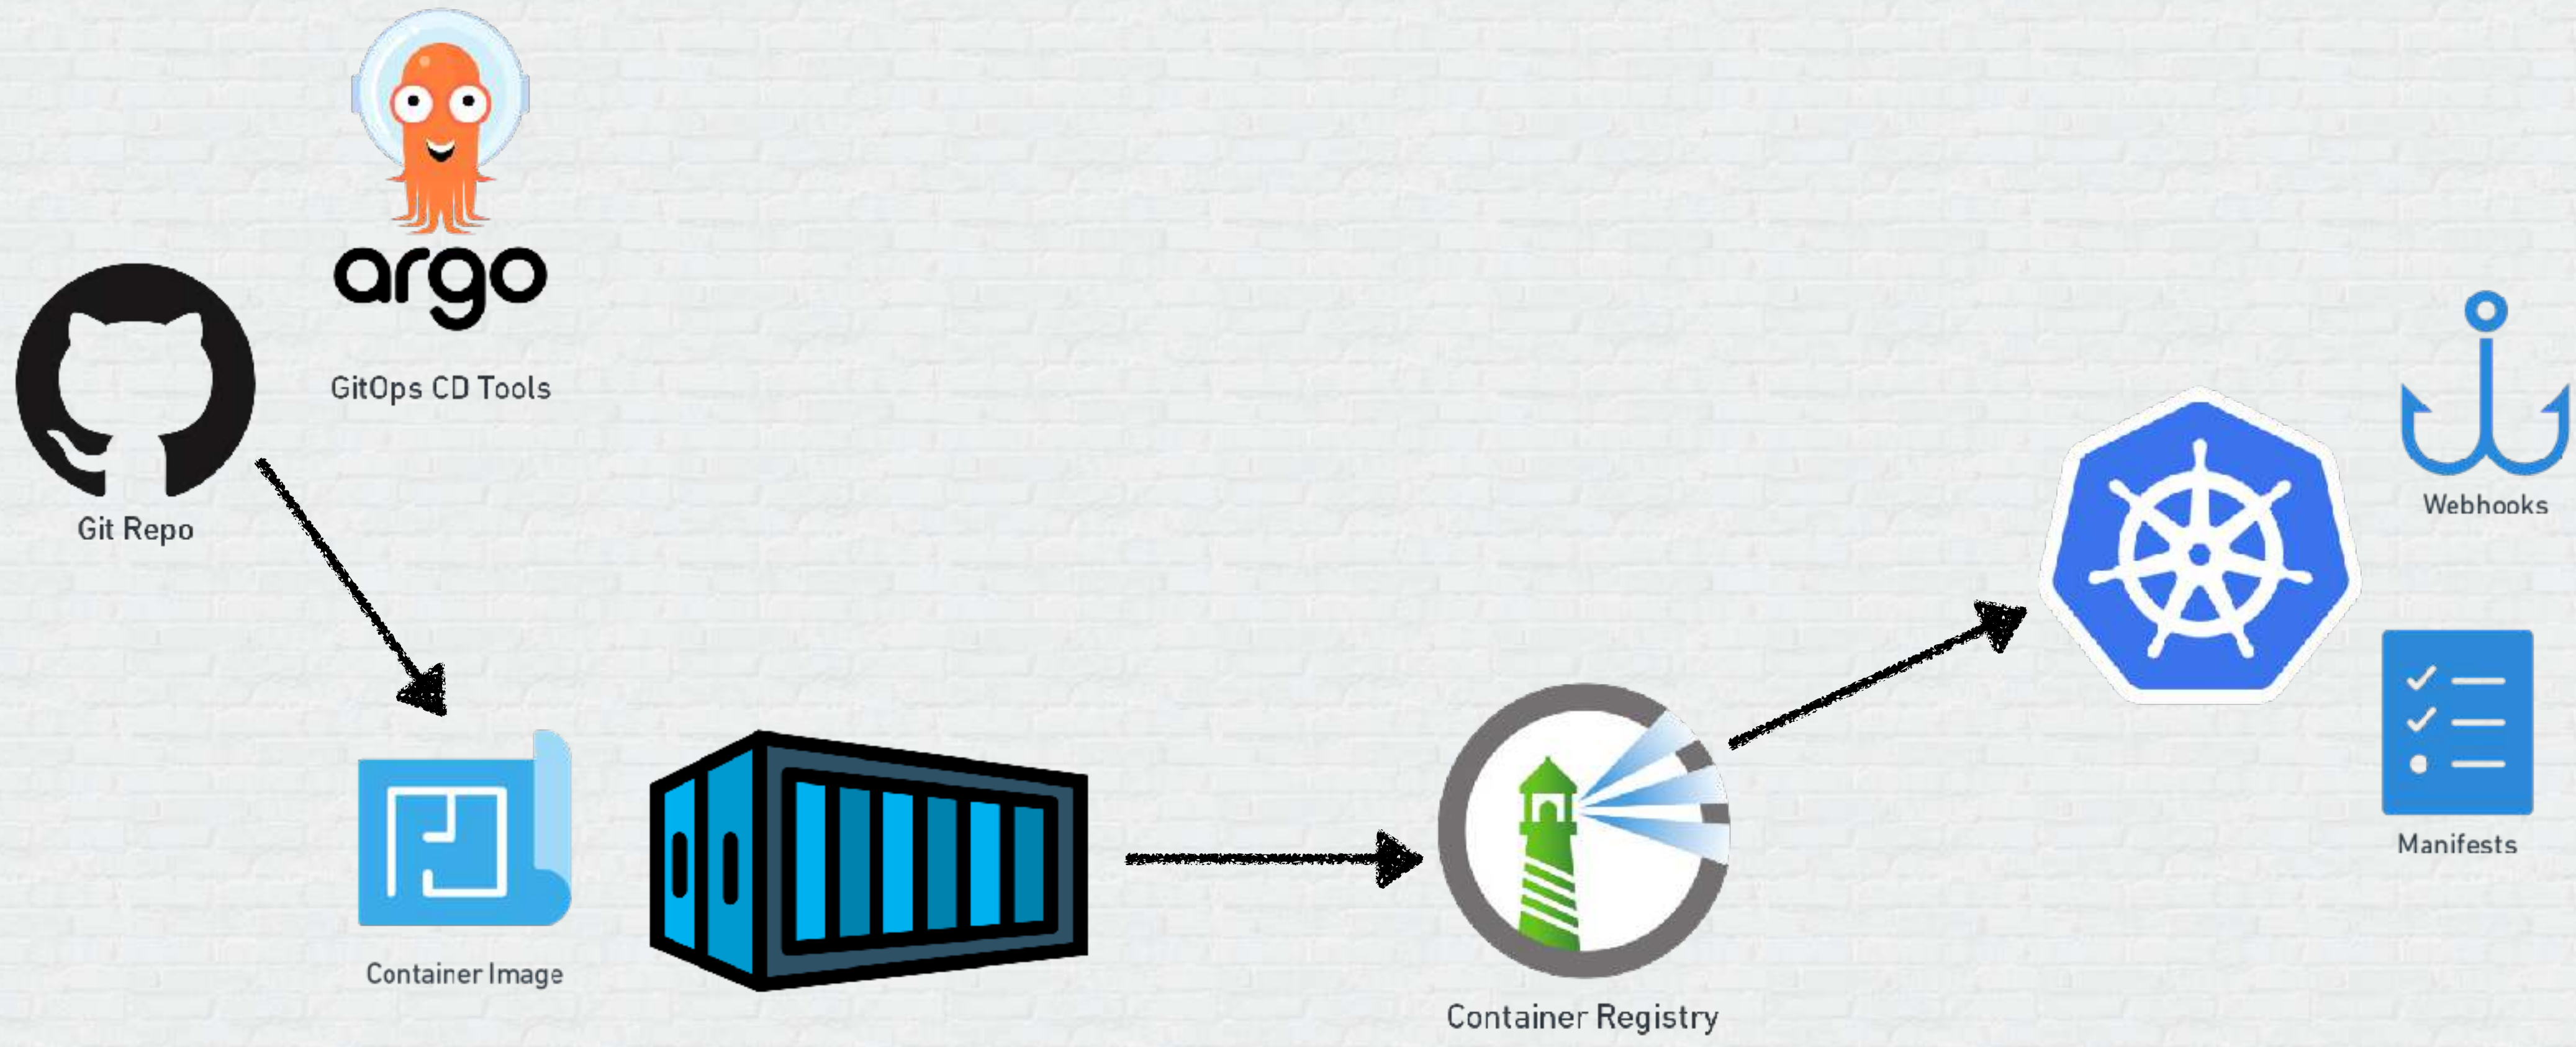 argo
GitOps CD Tools
Git Repo
Webhooks
Manifests
Container Image
Container Registry